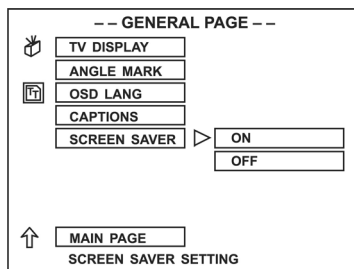 -- GENERAL PAGE --
TV DISPLAY
ANGLE MARK
OSD LANG
CAPTIONS
SCREEN SAVER
ON
OFF
MAIN PAGE
SCREEN SAVER SETTING